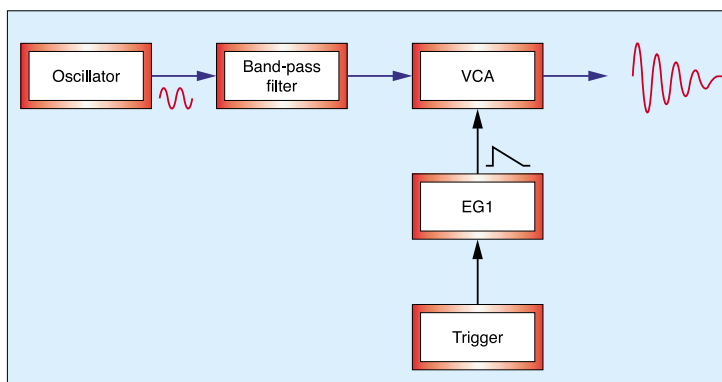 Oscillator
Band-pass
filter
VCA
EG1
Trigger